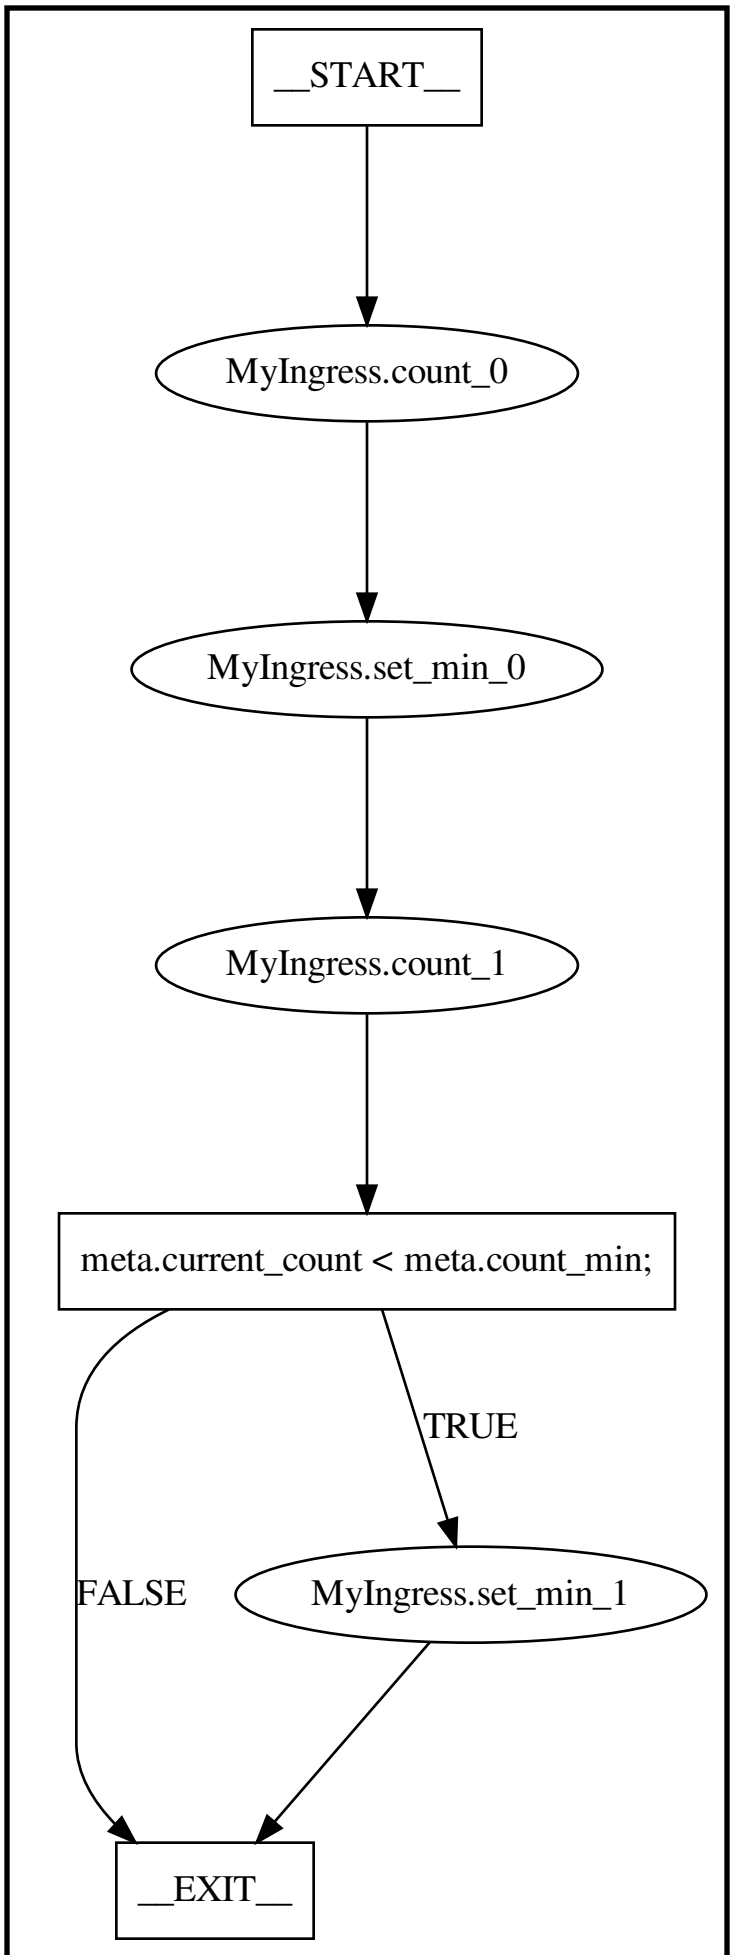 __START__
MyIngress.count_0
MyIngress.set_min_0
MyIngress.count_1
meta.current_count < meta.count_min;
TRUE
FALSE
MyIngress.set_min_1
__EXIT__